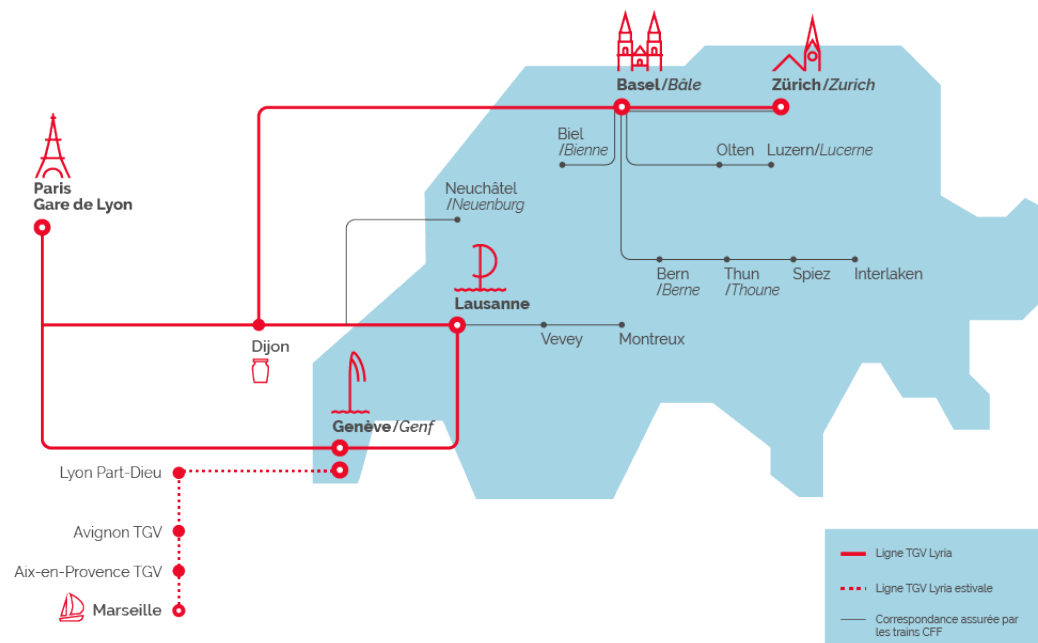 Basel/Bâle
Zürich/Zurich
Biel
/Bienne
Olten
Luzern/Lucerne
Paris
Gare de Lyon
Neuchâtel
/Neuenburg
Bern
/Berne
Thun
/Thoune
Spiez
Interlaken
Lausanne
Dijon
Vevey
Montreux
Genève/Genf
Lyon Part-Dieu
Avignon TGV
Aix-en-Provence TGV
Marseille
Ligne TGV Lyria
Ligne TGV Lyria estivale
Correspondance assurée par
les trains CFF